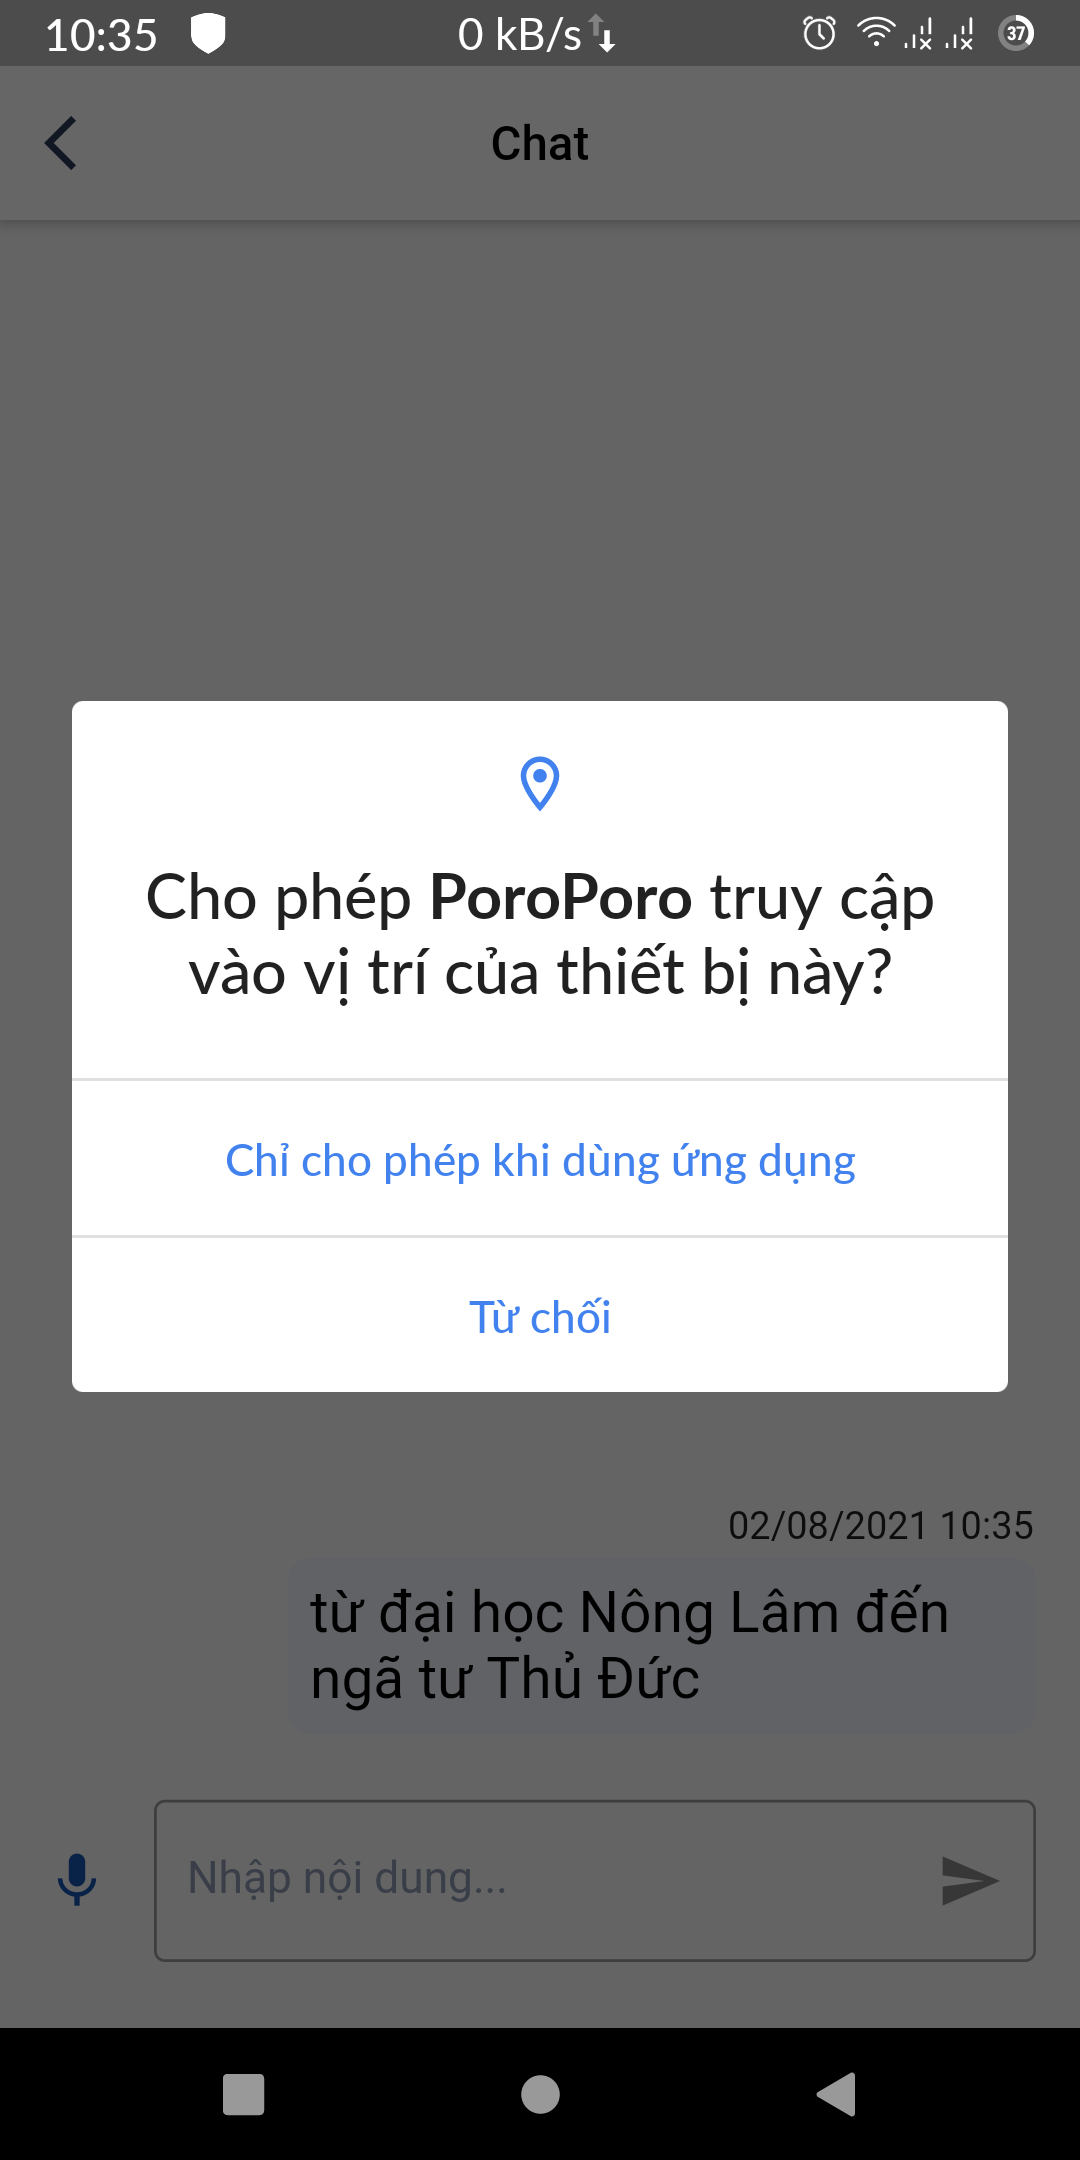 10:35
0 kB/s
37
Chat
Cho phép PoroPoro truy cập
vào vị trí của thiết bị này?
Chỉ cho phép khi dùng ứng dụng
Từ chối
02/08/2021 10:35
từ đại học Nông Lâm đến
ngã tư Thủ Đức
Nhập nội dung...